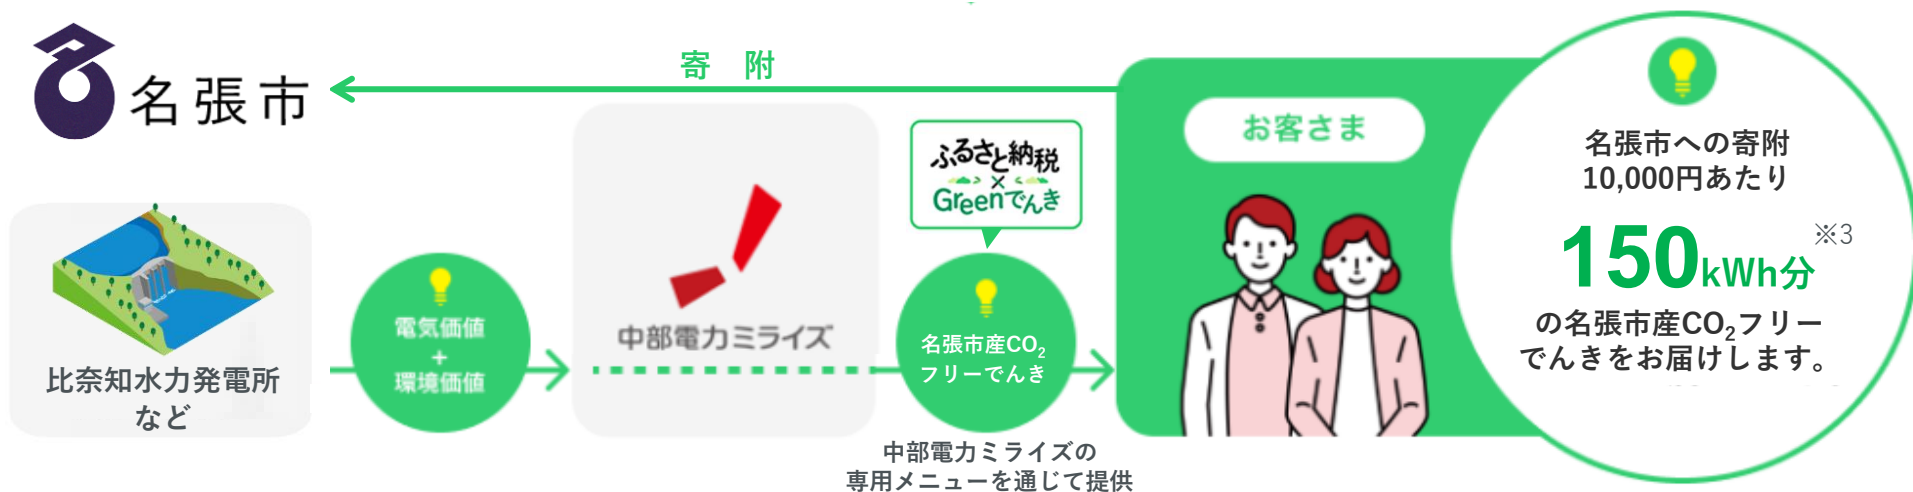 名張市
寄 附
比奈知水力発電所
など
電気価値
+
環境価値
中部電力ミライズ
ふるさと納税
×
Greenでんき
名張市産CO₂
フリーでんき
中部電力ミライズの
専用メニューを通じて提供
お客さま
名張市への寄附
10,000円あたり
150kWh分※3
の名張市産CO₂フリー
でんきをお届けします。